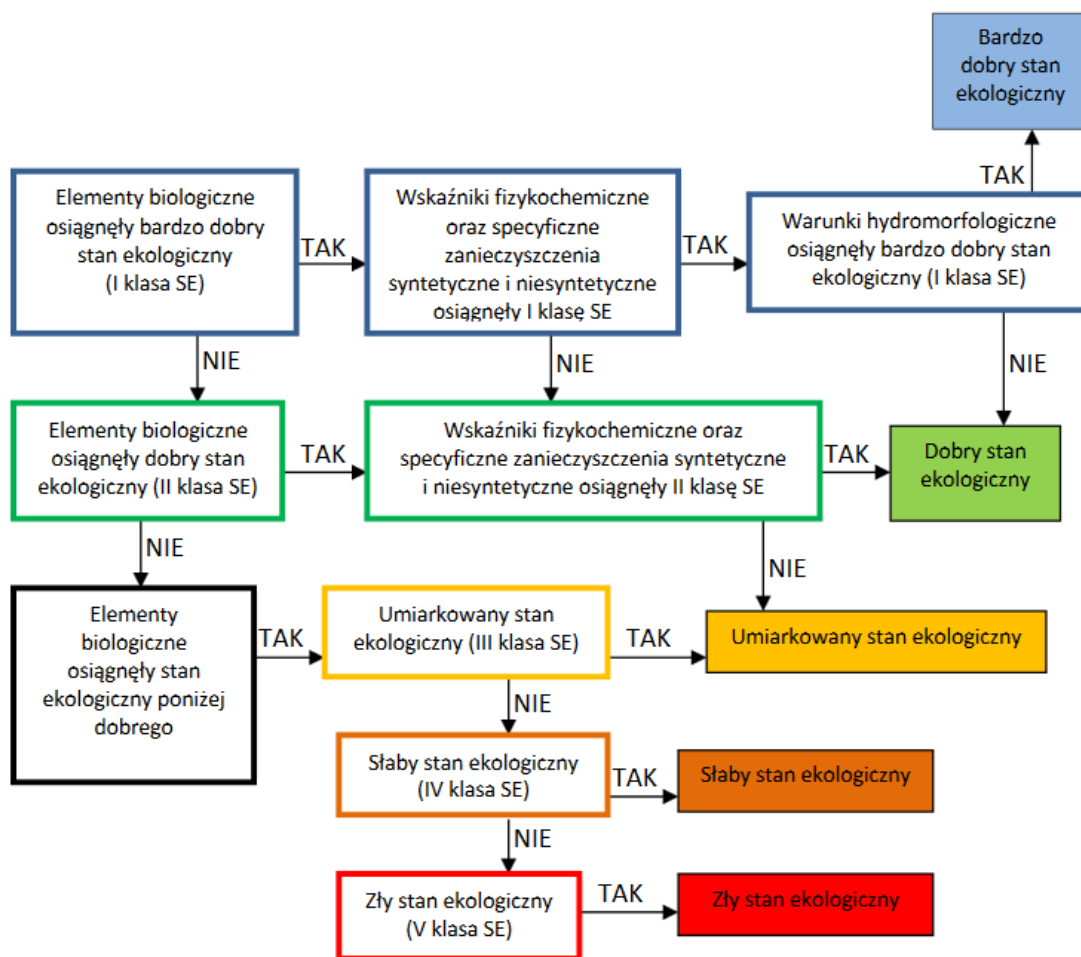 Bardzo
dobry stan
ekologiczny
TAK
Elementy biologiczne
osiągnęły bardzo dobry
stan ekologiczny
(I klasa SE)
TAK
Wskaźniki fizykochemiczne
oraz specyficzne
zanieczyszczenia
syntetyczne i niesyntetyczne
osiągnęły I klasę SE
TAK
Warunki hydromorfologiczne
osiągnęły bardzo dobry stan
ekologiczny (I klasa SE)
NIE
NIE
NIE
Elementy biologiczne
osiągnęły dobry stan
ekologiczny (II klasa SE)
TAK
Wskaźniki fizykochemiczne oraz
specyficzne zanieczyszczenia syntetyczne
i niesyntetyczne osiągnęły II klasę SE
TAK
Dobry stan
ekologiczny
NIE
NIE
Elementy
biologiczne
osiągnęły stan
ekologiczny poniżej
dobrego
TAK
Umiarkowany stan
ekologiczny (III klasa SE)
TAK
Umiarkowany stan ekologiczny
NIE
Słaby stan ekologiczny
(IV klasa SE)
TAK
Słaby stan ekologiczny
NIE
Zły stan ekologiczny
(V klasa SE)
TAK
Zły stan ekologiczny